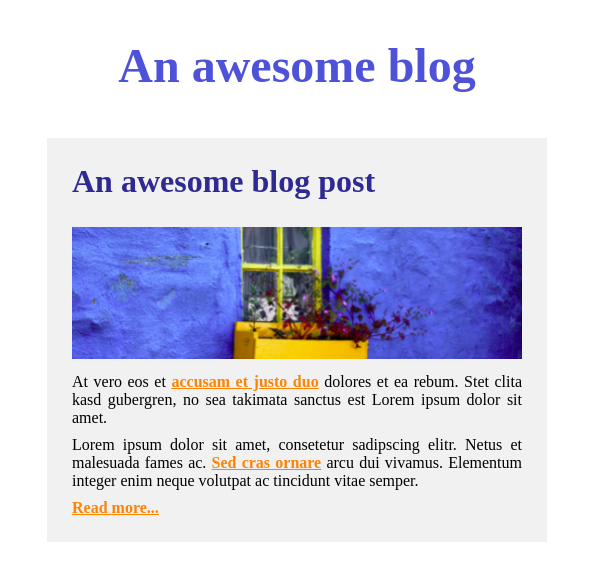 An awesome blog
An awesome blog post
At vero eos et accusam et justo duo dolores et ea rebum. Stet clita
kasd gubergren, no sea takimata sanctus est Lorem ipsum dolor sit
amet.
Lorem ipsum dolor sit amet, consetetur sadipscing elitr. Netus et
malesuada fames ac. Sed cras ornare arcu dui vivamus. Elementum
integer enim neque volutpat ac tincidunt vitae semper.
Read more...